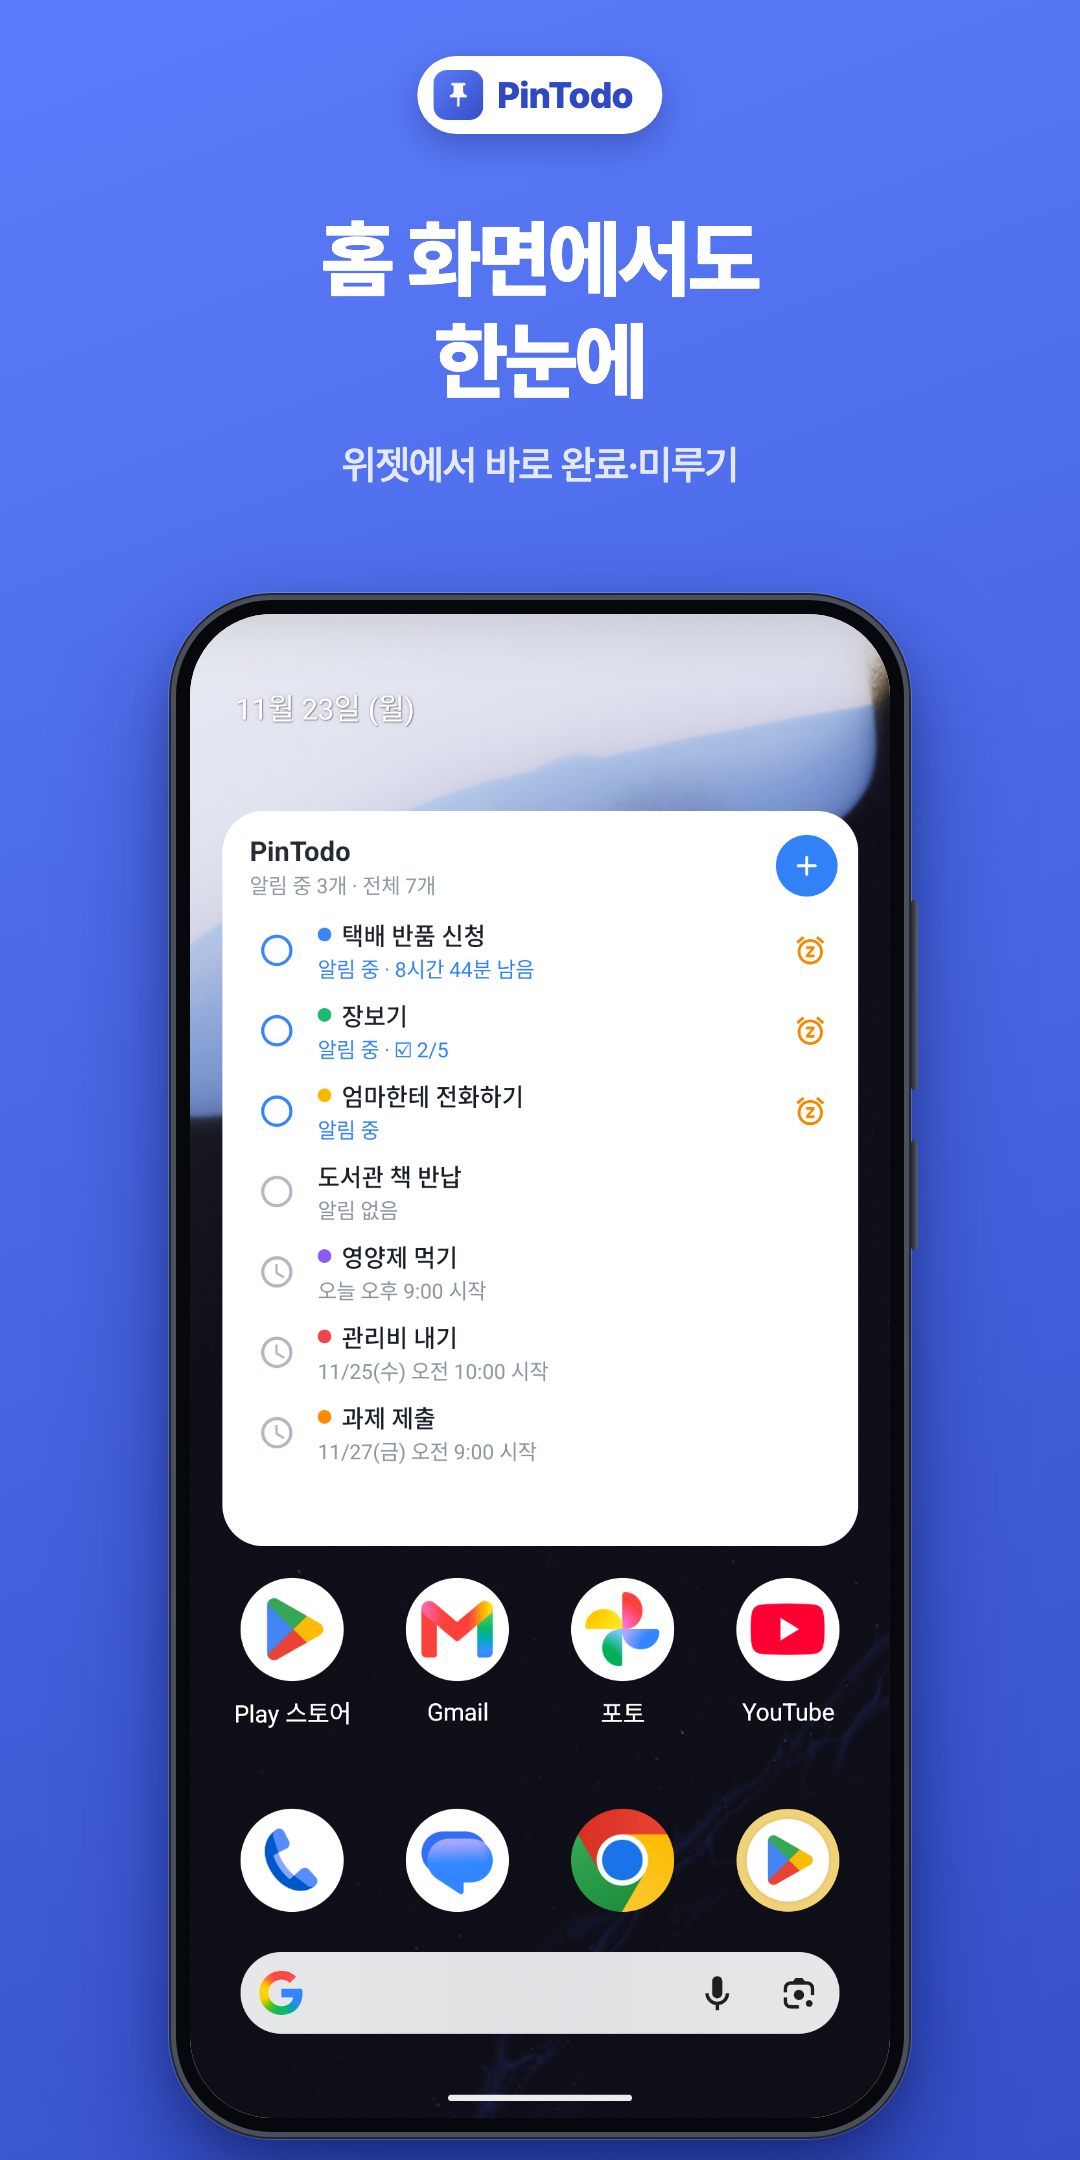 PinTodo
홈 화면에서도
한눈에
위젯에서 바로 완료·미루기
11월 23일 (월)
PinTodo
알림 중 3개 · 전체 7개
택배 반품 신청
알림 중 · 8시간 44분 남음
장보기
알림 중 · ☑ 2/5
엄마한테 전화하기
알림 중
도서관 책 반납
알림 없음
영양제 먹기
오늘 오후 9:00 시작
관리비 내기
11/25(수) 오전 10:00 시작
과제 제출
11/27(금) 오전 9:00 시작
Play 스토어
Gmail
포토
YouTube